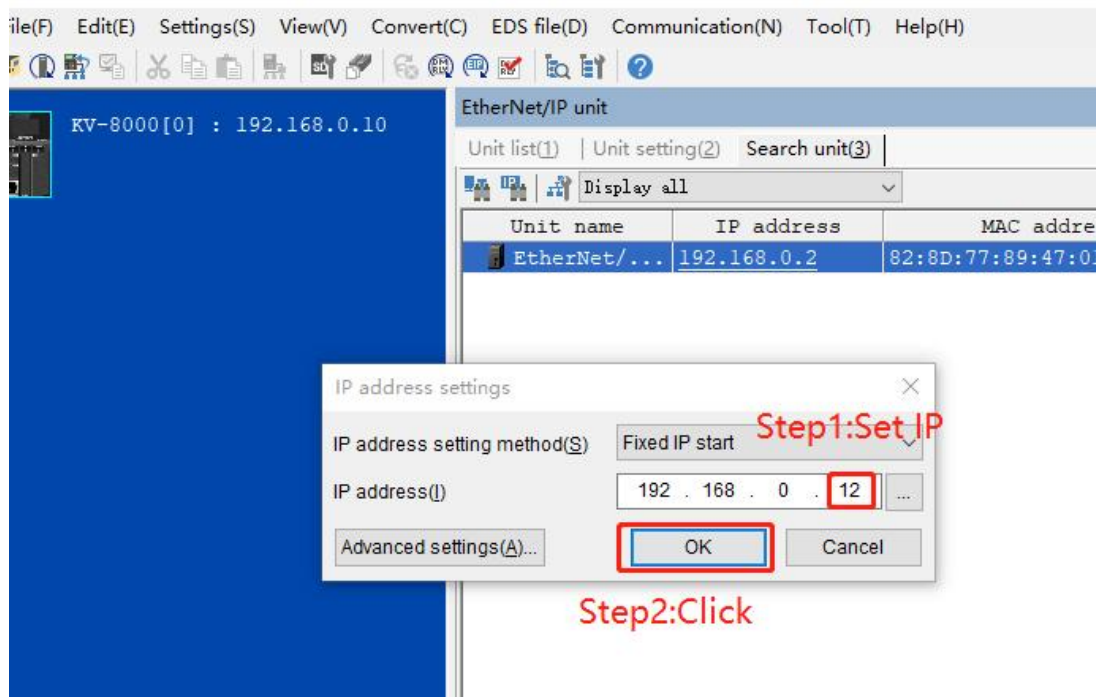 ile(F) Edit(E) Settings(S) View(V) Convert(C) EDS file(D) Communication(N) Tool(T) Help(H)
KV-8000[0] : 192.168.0.10
EtherNet/IP unit
Unit list(1) Unit setting(2) Search unit(3)
Display all
Unit name IP address MAC addre
EtherNet/... 192.168.0.2 82:8D:77:89:47:0
IP address settings
Step1:Set IP
IP address setting method(S) Fixed IP start
IP address(I) 192 . 168 . 0 . 12 ...
Advanced settings(A)... OK Cancel
Step2:Click